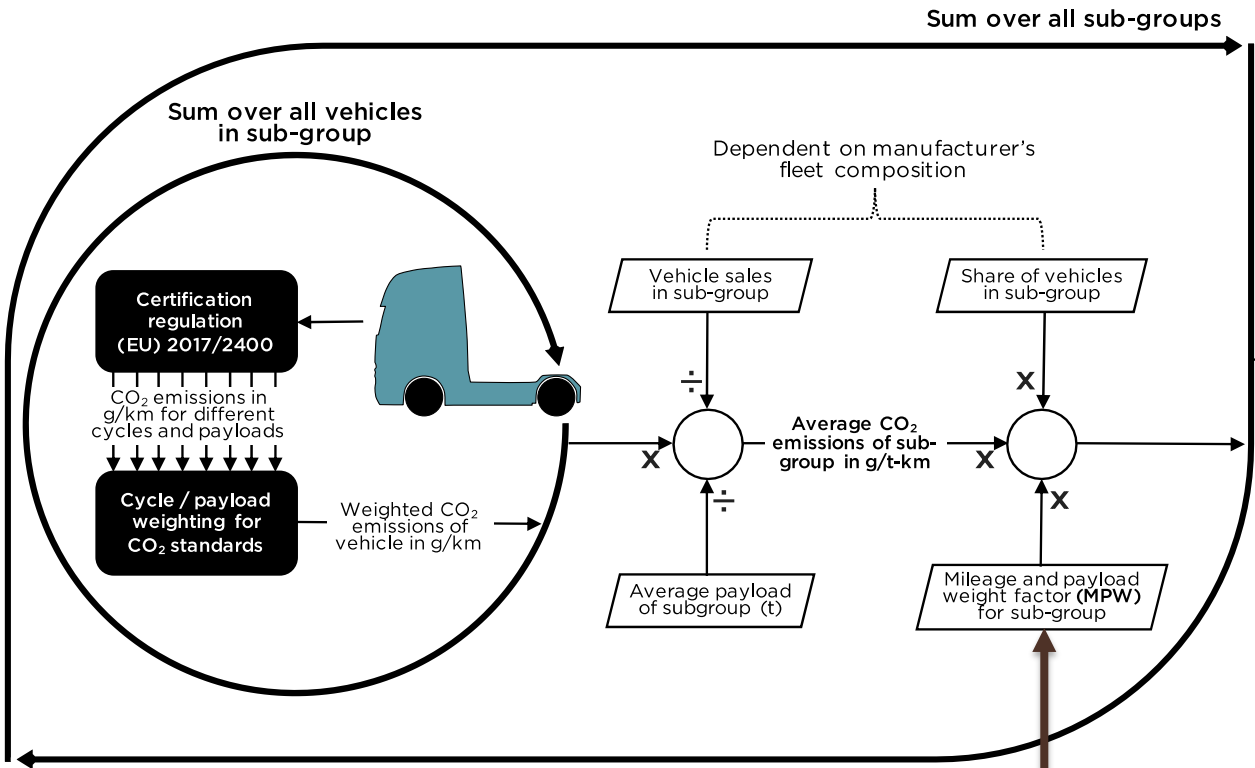 Sum over all sub-groups
Sum over all vehicles
in sub-group
Dependent on manufacturer's
fleet composition
Vehicle sales
in sub-group
Share of vehicles
in sub-group
Certification
regulation
(EU) 2017/2400
CO₂ emissions in
g/km for different
cycles and payloads
÷
x
x
Average CO₂
emissions of sub-
group in g/t-km
x
÷
x
Cycle / payload
weighting for
CO₂ standards
Weighted CO₂
emissions of
vehicle in g/km
Average payload
of subgroup (t)
Mileage and payload
weight factor (MPW)
for sub-group